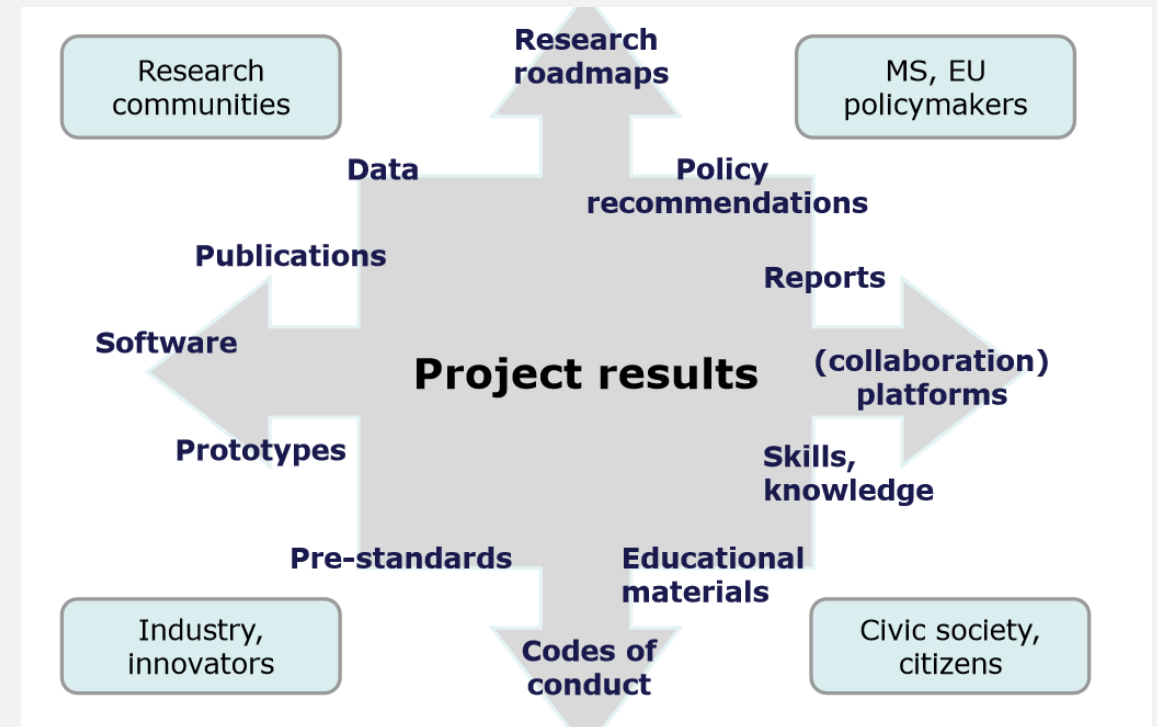 Research
roadmaps
Research
communities
MS, EU
policymakers
Data
Policy
recommendations
Publications
Reports
Software
(collaboration)
platforms
Project results
Prototypes
Skills,
knowledge
Pre-standards
Educational
materials
Industry,
innovators
Civic society,
citizens
Codes of
conduct